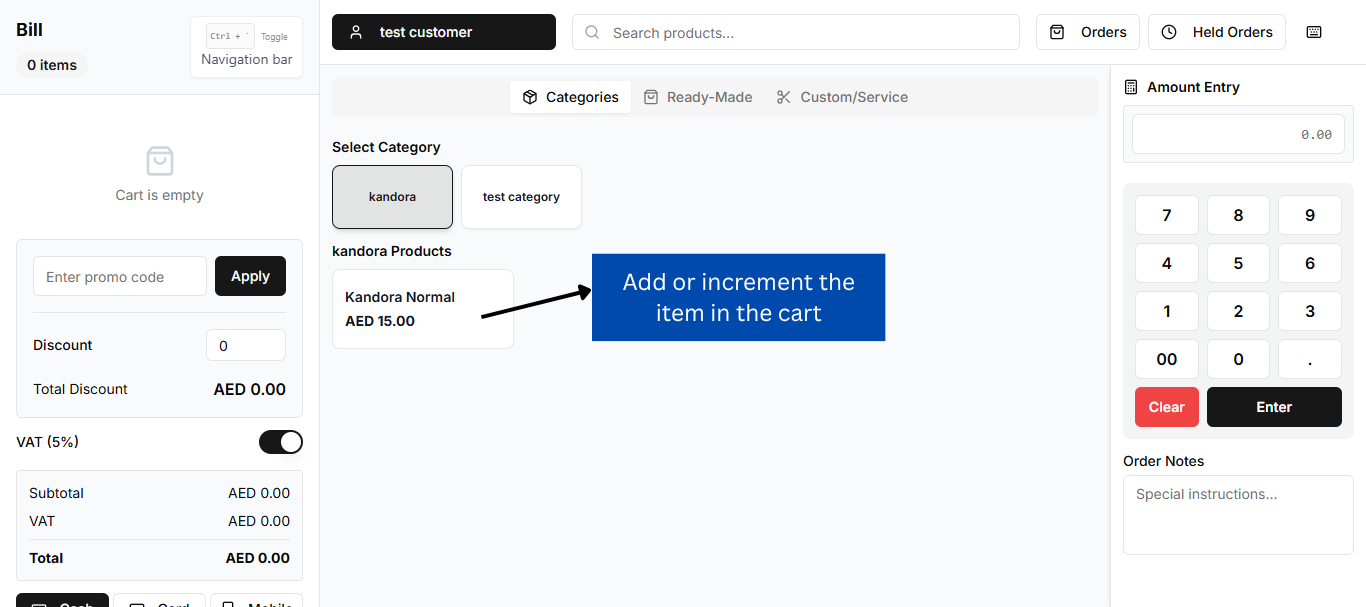 Bill
0 items
Ctrl + ` Toggle
Navigation bar
test customer
Search products...
Orders
Held Orders
Cart is empty
Enter promo code
Apply
Discount
0
Total Discount
AED 0.00
VAT (5%)
Subtotal
AED 0.00
VAT
AED 0.00
Total
AED 0.00
Cash
Card
Mobile
Categories
Ready-Made
Custom/Service
Select Category
kandora
test category
kandora Products
Kandora Normal
AED 15.00
Add or increment the
item in the cart
Amount Entry
0.00
7 8 9
4 5 6
1 2 3
00 0 .
Clear Enter
Order Notes
Special instructions...